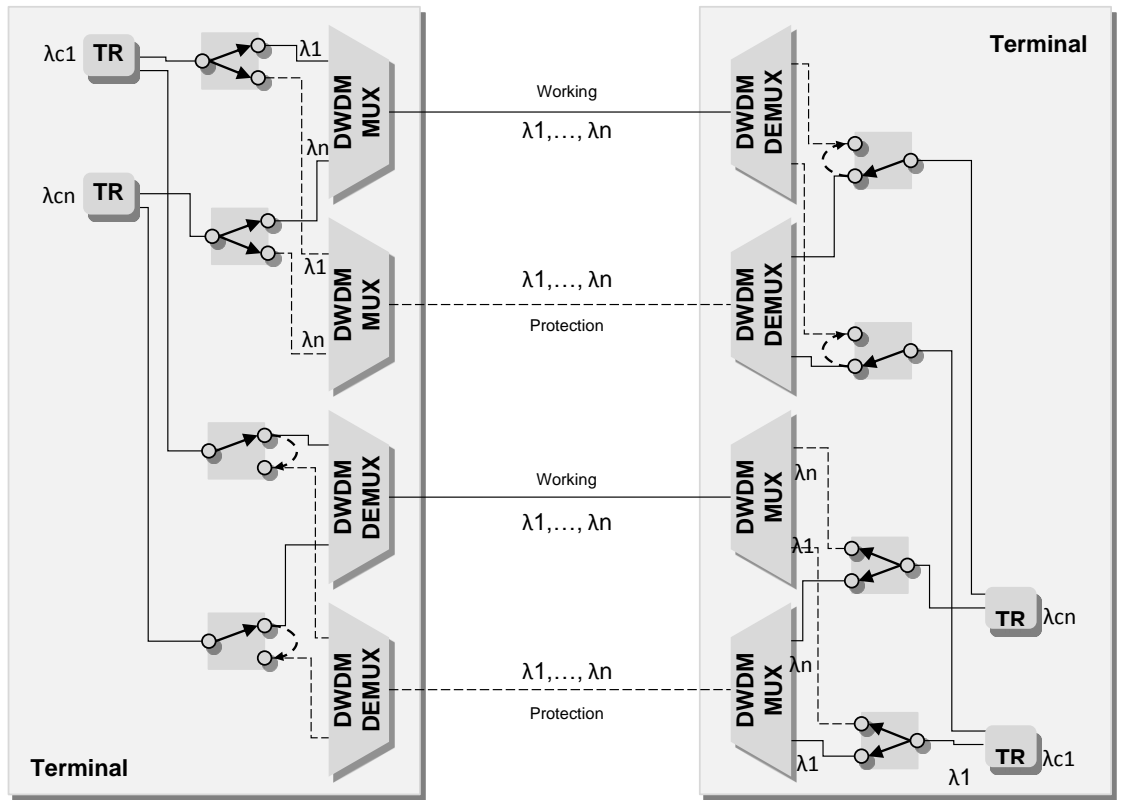 Terminal
λc1
TR
λ1
DWDM
MUX
Working
λ1,…, λn
DWDM
DEMUX
λn
λcn
TR
λ1
DWDM
MUX
λ1,…, λn
Protection
DWDM
DEMUX
λn
DWDM
DEMUX
Working
λ1,…, λn
DWDM
MUX
λn
λ1
TR
λcn
DWDM
DEMUX
λ1,…, λn
Protection
DWDM
MUX
λn
λ1
λ1
TR
λc1
Terminal